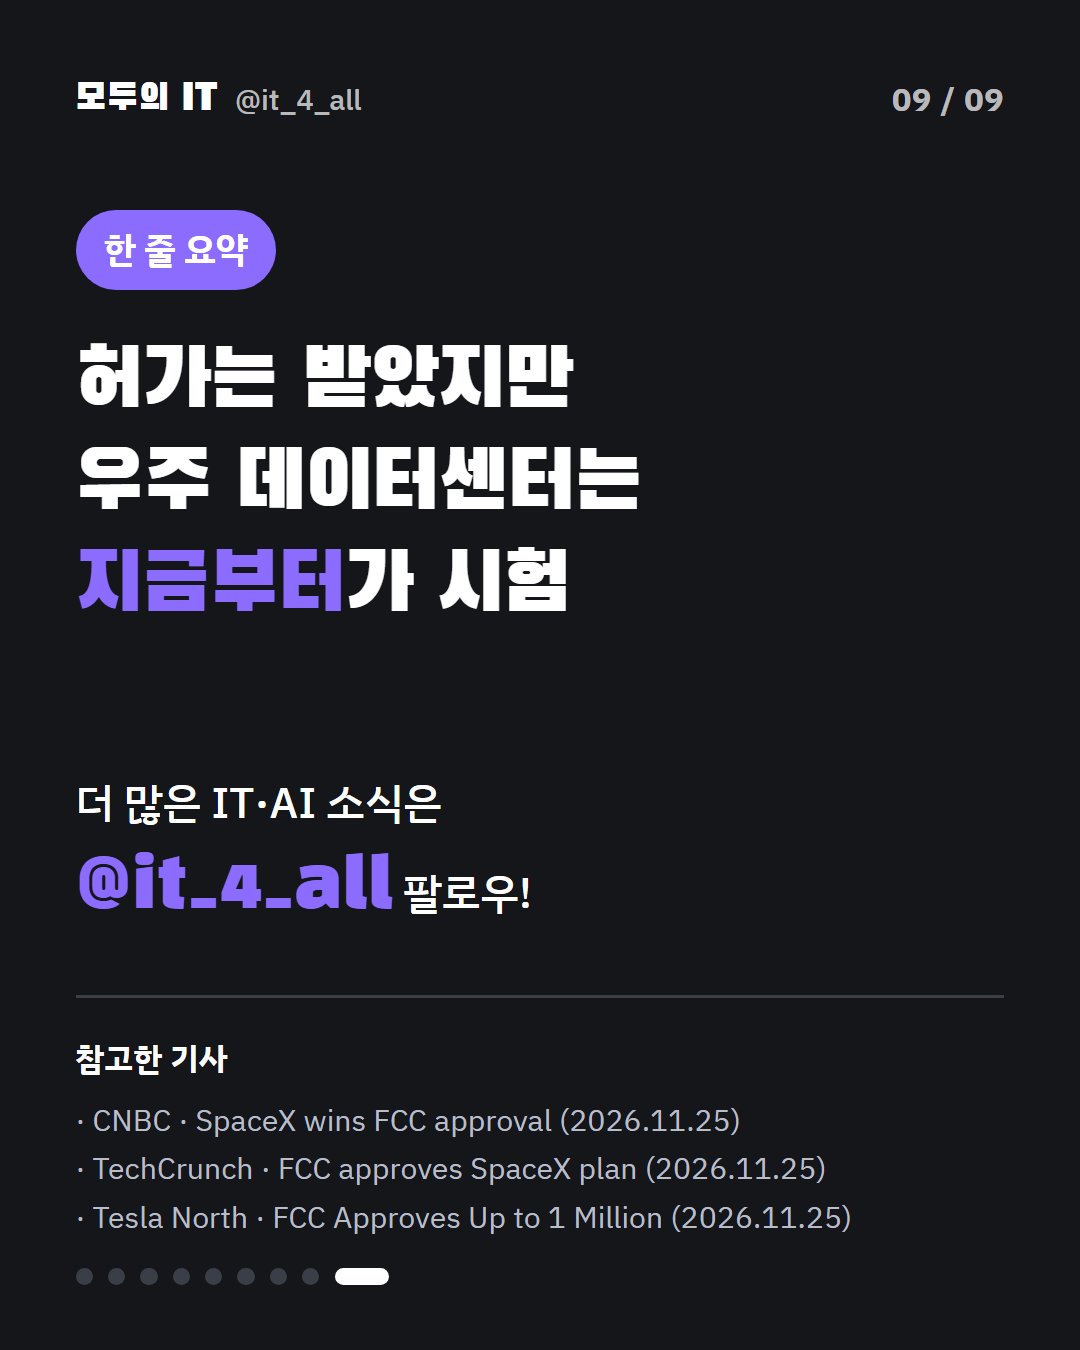 모두의 IT @it_4_all
09 / 09
한 줄 요약
허가는 받았지만
우주 데이터센터는
지금부터가 시험
더 많은 IT·AI 소식은
@it_4_all 팔로우!
참고한 기사
· CNBC · SpaceX wins FCC approval (2026.11.25)
· TechCrunch · FCC approves SpaceX plan (2026.11.25)
· Tesla North · FCC Approves Up to 1 Million (2026.11.25)